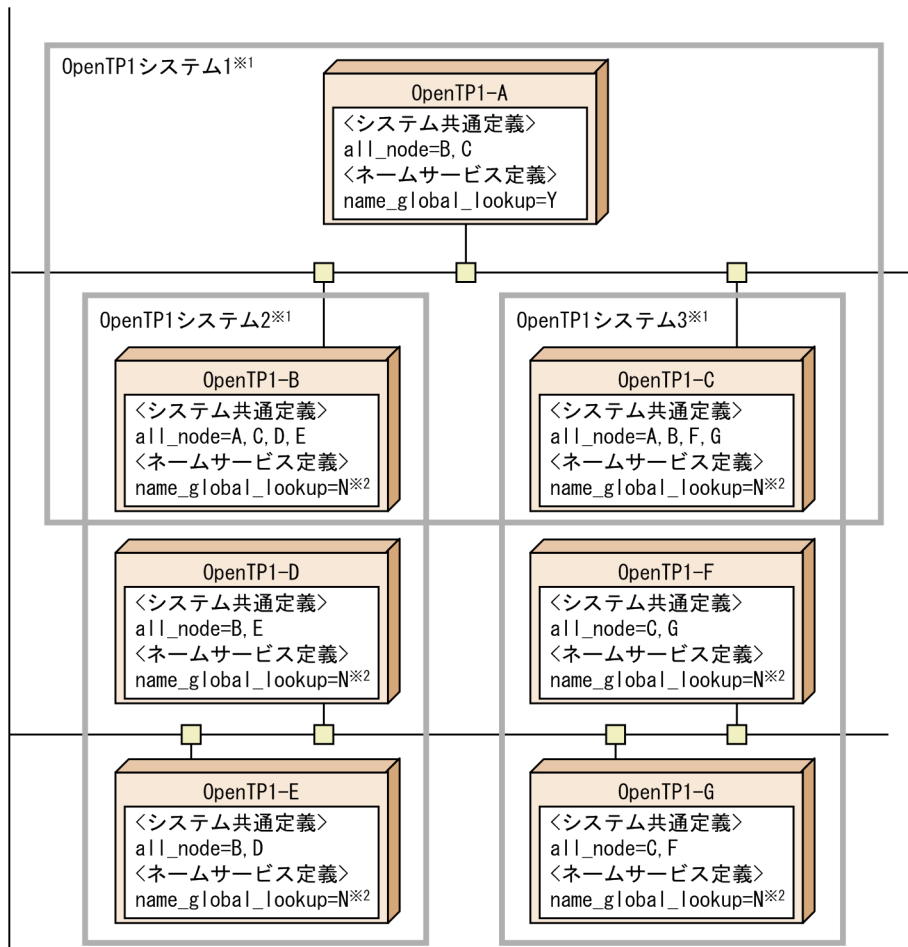 OpenTP1システム1※1
OpenTP1-A
<システム共通定義>
all_node=B,C
<ネームサービス定義>
name_global_lookup=Y
OpenTP1システム2※1
OpenTP1-B
<システム共通定義>
all_node=A,C,D,E
<ネームサービス定義>
name_global_lookup=N※2
OpenTP1システム3※1
OpenTP1-C
<システム共通定義>
all_node=A,B,F,G
<ネームサービス定義>
name_global_lookup=N※2
OpenTP1-D
<システム共通定義>
all_node=B,E
<ネームサービス定義>
name_global_lookup=N※2
OpenTP1-F
<システム共通定義>
all_node=C,G
<ネームサービス定義>
name_global_lookup=N※2
OpenTP1-E
<システム共通定義>
all_node=B,D
<ネームサービス定義>
name_global_lookup=N※2
OpenTP1-G
<システム共通定義>
all_node=C,F
<ネームサービス定義>
name_global_lookup=N※2